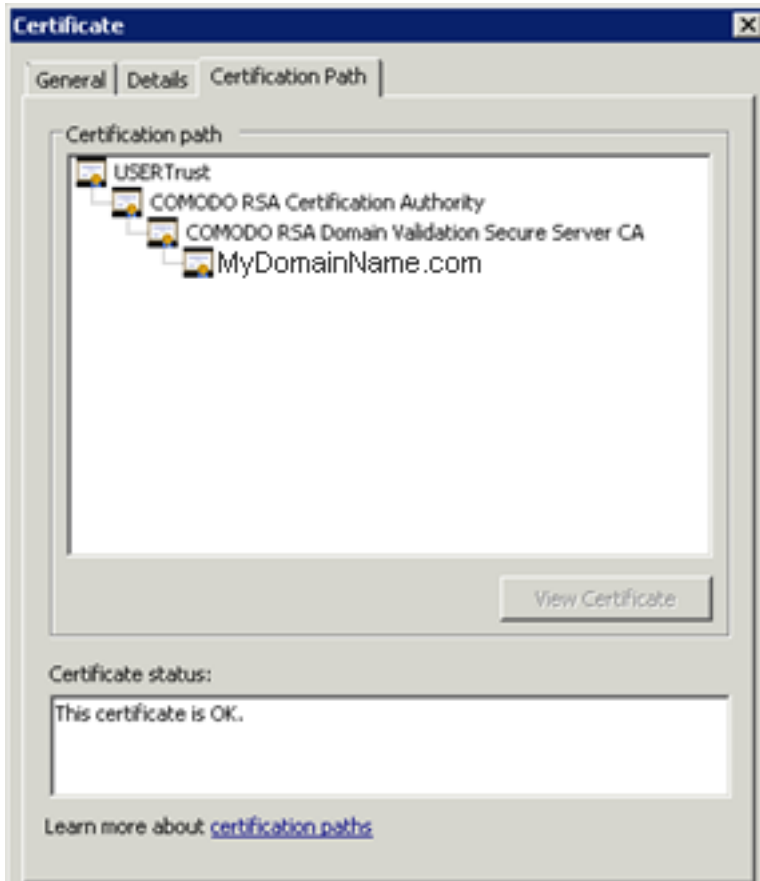 Certificate
General Details Certification Path
Certification path
USERTrust
COMODO RSA Certification Authority
COMODO RSA Domain Validation Secure Server CA
MyDomainName.com
View Certificate
Certificate status:
This certificate is OK.
Learn more about certification paths